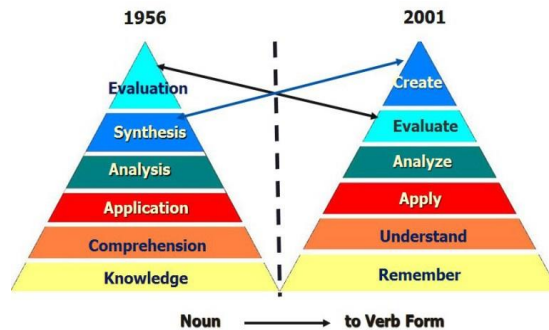 1956
2001
Evaluation
Synthesis
Analysis
Application
Comprehension
Knowledge
Create
Evaluate
Analyze
Apply
Understand
Remember
Noun to Verb Form